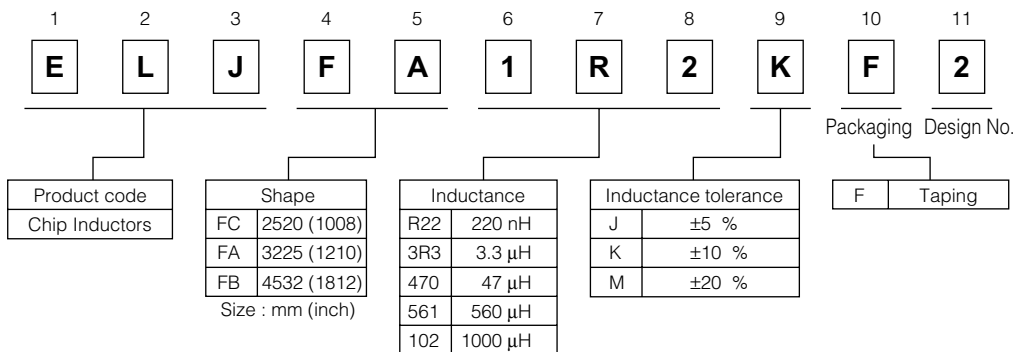 1 2 3 4 5 6 7 8 9 10 11
E L J F A 1 R 2 K F 2
Packaging Design No.
Product code
Chip Inductors
Shape
FC 2520 (1008)
FA 3225 (1210)
FB 4532 (1812)
Size : mm (inch)
Inductance
R22 220 nH
3R3 3.3 μH
470 47 μH
561 560 μH
102 1000 μH
Inductance tolerance
J ±5 %
K ±10 %
M ±20 %
F Taping